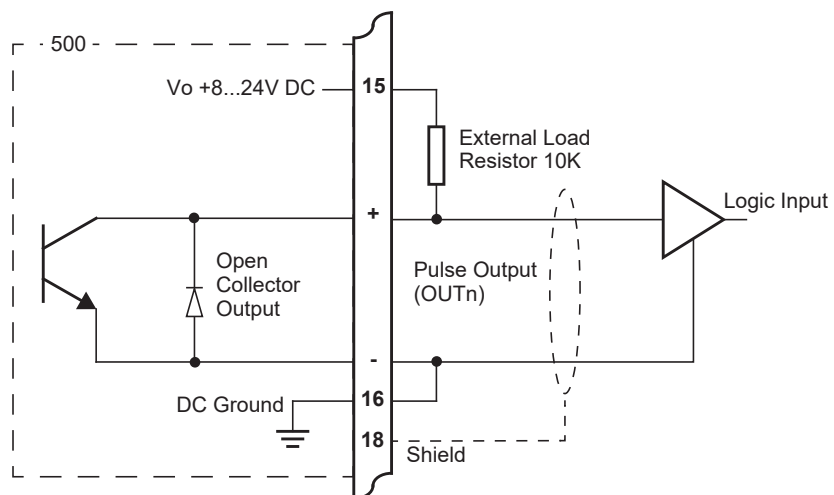 500
Vo +8...24V DC
15
External Load
Resistor 10K
+
Logic Input
Open
Collector
Output
Pulse Output
(OUTn)
-
DC Ground
16
18
Shield